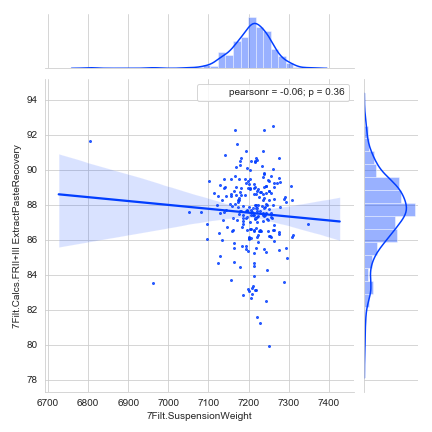 pearsonr = -0.06; p = 0.36
94
92
90
88
86
84
82
80
78
7Filt.Calcs.FRII+III ExtractPasteRecovery
6700 6800 6900 7000 7100 7200 7300 7400
7Filt.SuspensionWeight